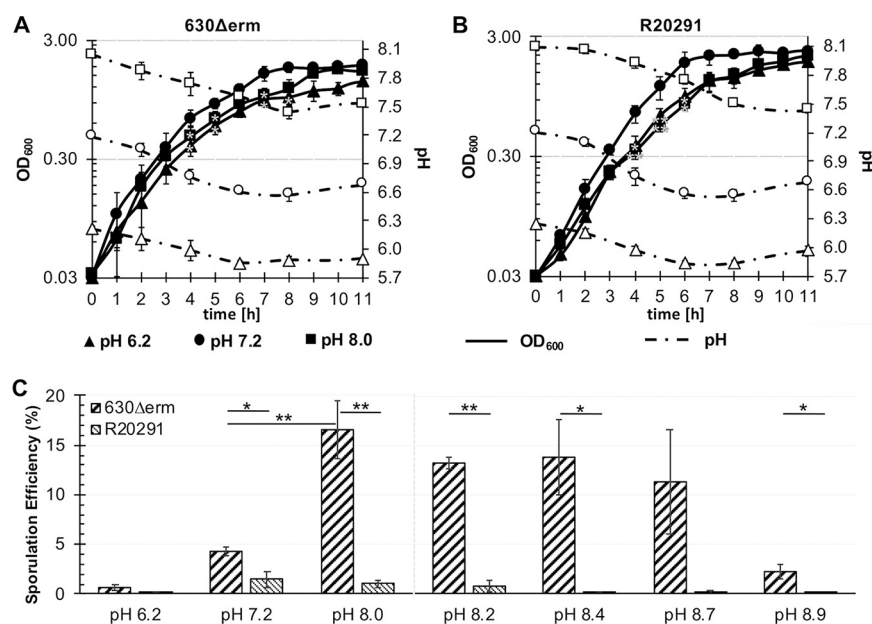 A 630Δerm
B R20291
3.00 8.1
7.8
7.5
7.2
0.30 6.9
6.6
6.3
6.0
0.03 5.7
OD600
pH
0 1 2 3 4 5 6 7 8 9 10 11
time [h]
3.00 8.1
7.8
7.5
7.2
0.30 6.9
6.6
6.3
6.0
0.03 5.7
OD600
pH
0 1 2 3 4 5 6 7 8 9 10 11
time [h]
pH 6.2 pH 7.2 pH 8.0 OD600 pH
C
Sporulation Efficiency (%)
20
15
10
5
0
630Δerm
R20291
* ** ** ** * *
pH 6.2 pH 7.2 pH 8.0 pH 8.2 pH 8.4 pH 8.7 pH 8.9